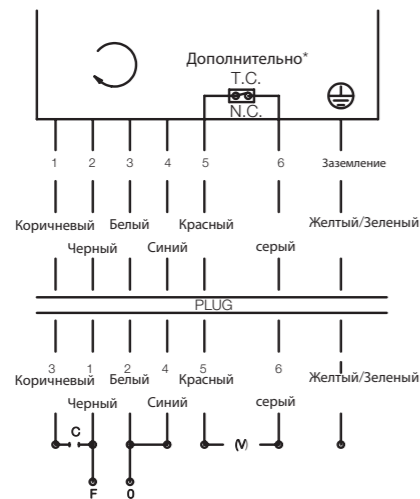 Дополнительно*
T.C.
N.C.
1 2 3 4 5 6 Заземление
Коричневый Белый Красный Желтый/Зеленый
Черный Синий серый
PLUG
3 1 2 4 5 6
Коричневый Белый Красный Желтый/Зеленый
Черный Синий серый
C (V)
F 0